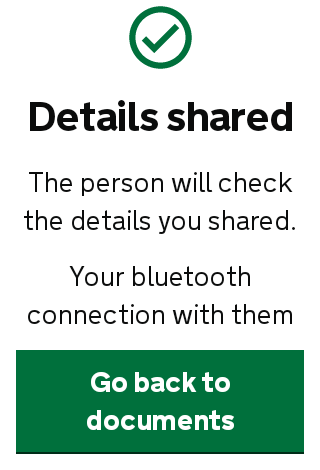 Details shared
The person will check
the details you shared.
Your bluetooth
connection with them
Go back to
documents